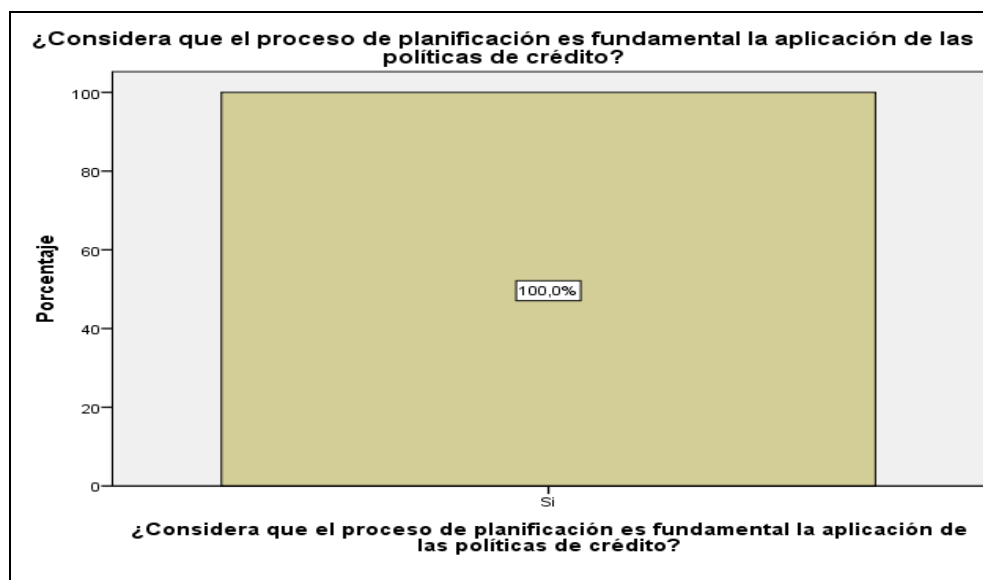 ¿Considera que el proceso de planificación es fundamental la aplicación de las
políticas de crédito?
100
80
60
40
20
0
Porcentaje
100,0%
Si
¿Considera que el proceso de planificación es fundamental la aplicación de
las políticas de crédito?